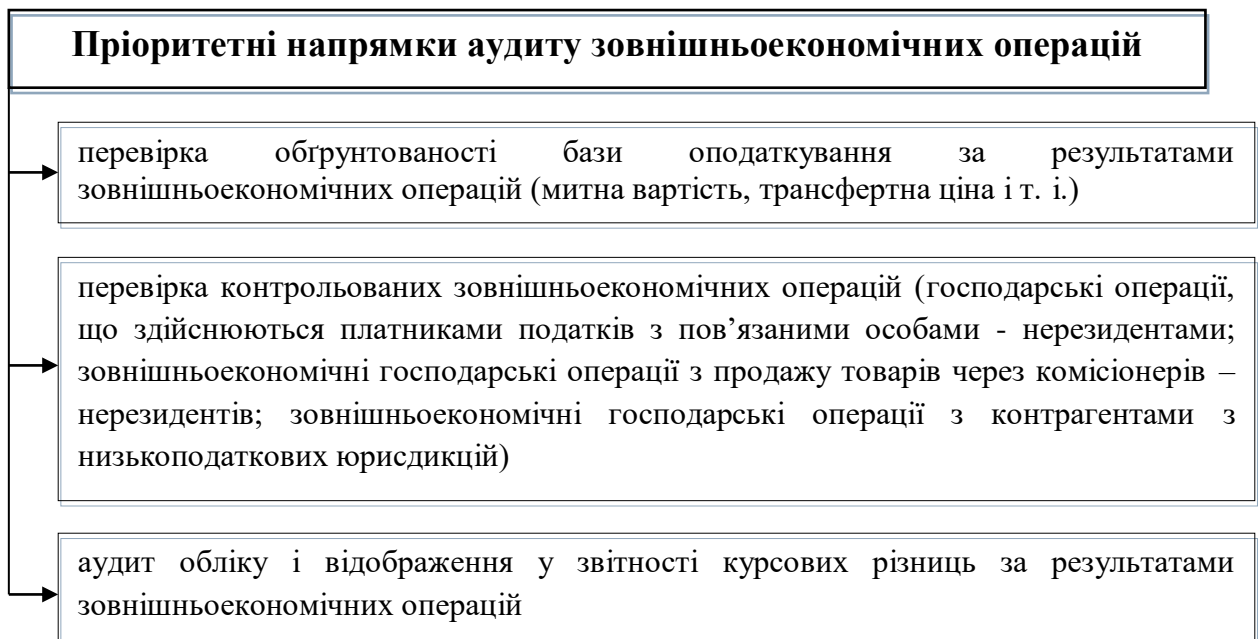 Пріоритетні напрямки аудиту зовнішньоекономічних операцій
перевірка обґрунтованості бази оподаткування за результатами
зовнішньоекономічних операцій (митна вартість, трансфертна ціна і т. і.)
перевірка контрольованих зовнішньоекономічних операцій (господарські операції,
що здійснюються платниками податків з пов’язаними особами - нерезидентами;
зовнішньоекономічні господарські операції з продажу товарів через комісіонерів –
нерезидентів; зовнішньоекономічні господарські операції з контрагентами з
низькоподаткових юрисдикцій)
аудит обліку і відображення у звітності курсових різниць за результатами
зовнішньоекономічних операцій